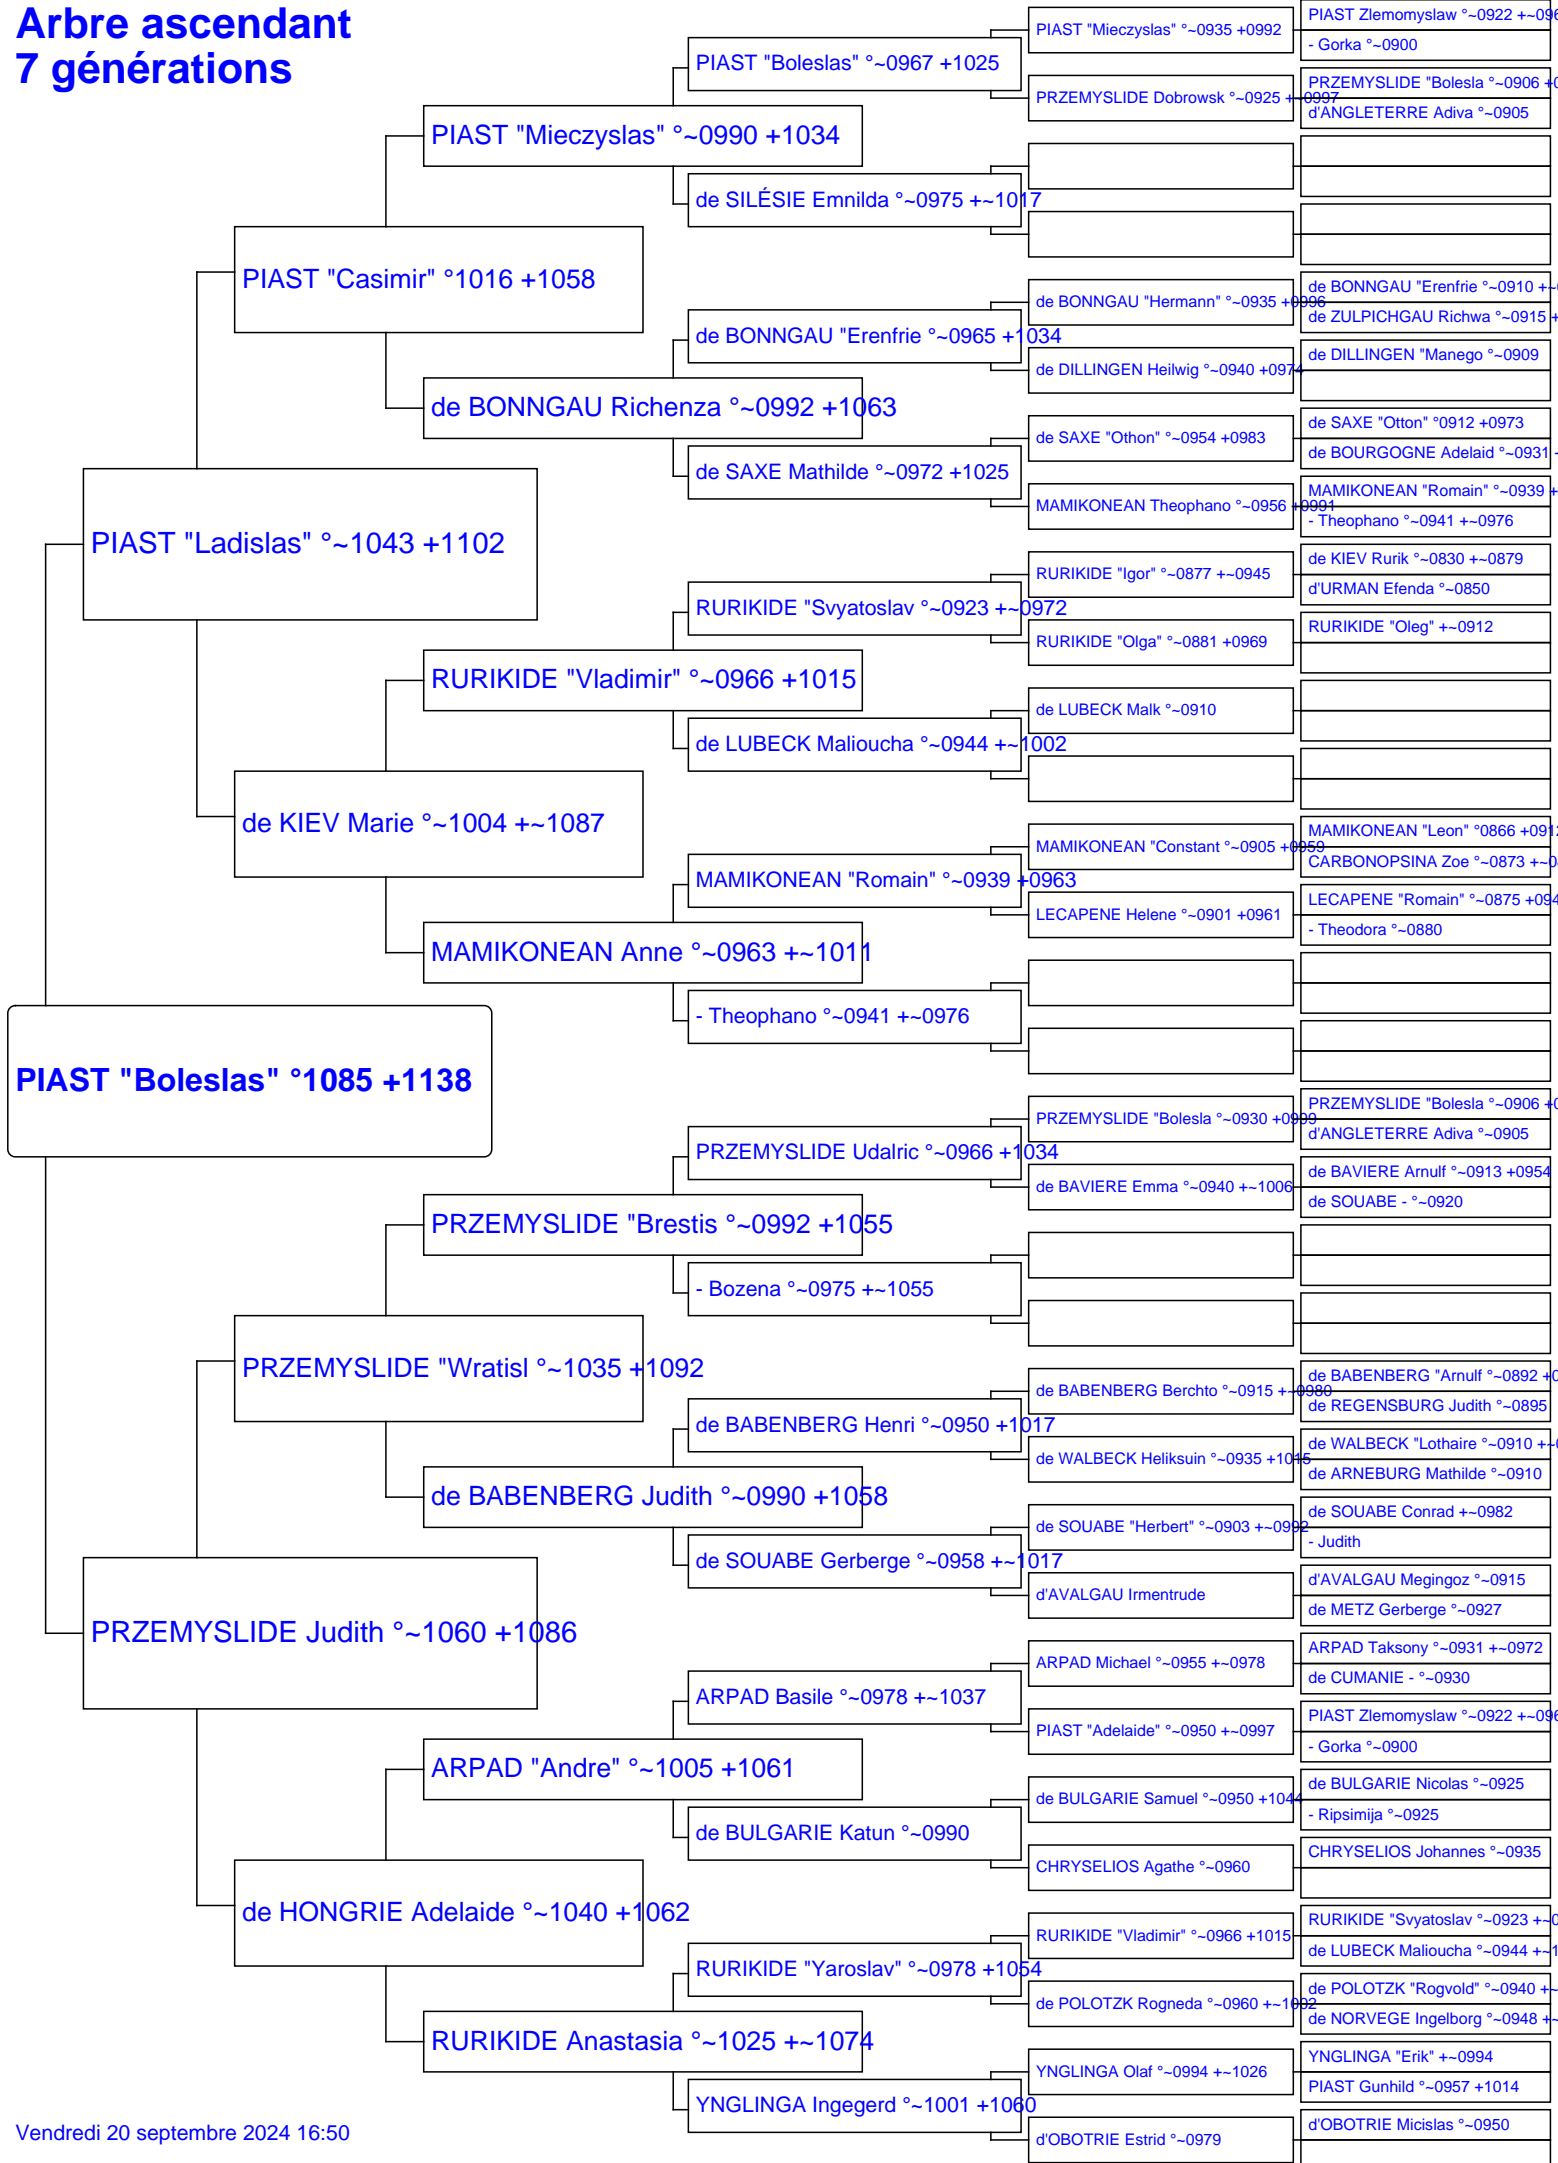 Arbre ascendant
7 générations
PIAST "Boleslas" °1085 +1138
PIAST "Ladislas" °~1043 +1102
PRZEMYSLIDE Judith °~1060 +1086
PIAST "Casimir" °1016 +1058
de KIEV Marie °~1004 +~1087
PRZEMYSLIDE "Wratisl °~1035 +1092
de HONGRIE Adelaide °~1040 +1062
PIAST "Mieczyslas" °~0990 +1034
de BONNGAU Richenza °~0992 +1063
RURIKIDE "Vladimir" °~0966 +1015
MAMIKONEAN Anne °~0963 +~1011
PRZEMYSLIDE "Brestis °~0992 +1055
de BABENBERG Judith °~0990 +1058
ARPAD "Andre" °~1005 +1061
RURIKIDE Anastasia °~1025 +~1074
PIAST "Boleslas" °~0967 +1025
de SILÉSIE Emnilda °~0975 +~1017
de BONNGAU "Erenfrie °~0965 +1034
de SAXE Mathilde °~0972 +1025
RURIKIDE "Svyatoslav °~0923 +~0972
de LUBECK Malioucha °~0944 +~1002
MAMIKONEAN "Romain" °~0939 +0963
- Theophano °~0941 +~0976
PRZEMYSLIDE Udalric °~0966 +1034
- Bozena °~0975 +~1055
de BABENBERG Henri °~0950 +1017
de SOUABE Gerberge °~0958 +~1017
ARPAD Basile °~0978 +~1037
de BULGARIE Katun °~0990
RURIKIDE "Yaroslav" °~0978 +1054
YNGLINGA Ingegerd °~1001 +1060
PIAST "Mieczyslas" °~0935 +0992
PRZEMYSLIDE Dobrowsk °~0925 +~0997
de BONNGAU "Hermann" °~0935 +0996
de DILLINGEN Heilwig °~0940 +0974
de SAXE "Othon" °~0954 +0983
MAMIKONEAN Theophano °~0956 +0991
RURIKIDE "Igor" °~0877 +~0945
RURIKIDE "Olga" °~0881 +0969
de LUBECK Malk °~0910
MAMIKONEAN "Constant °~0905 +0959
LECAPENE Helene °~0901 +0961
PRZEMYSLIDE "Bolesla °~0930 +0999
de BAVIERE Emma °~0940 +~1006
de BABENBERG Berchto °~0915 +~0980
de WALBECK Heliksuin °~0935 +1015
de SOUABE "Herbert" °~0903 +~0992
d'AVALGAU Irmentrude
ARPAD Michael °~0955 +~0978
PIAST "Adelaide" °~0950 +~0997
de BULGARIE Samuel °~0950 +1044
CHRYSELIOS Agathe °~0960
RURIKIDE "Vladimir" °~0966 +1015
de POLOTZK Rogneda °~0960 +~1002
YNGLINGA Olaf °~0994 +~1026
d'OBOTRIE Estrid °~0979
PIAST Zlemomyslaw °~0922 +~096
- Gorka °~0900
PRZEMYSLIDE "Bolesla °~0906 +0
d'ANGLETERRE Adiva °~0905
de BONNGAU "Erenfrie °~0910 +~
de ZULPICHGAU Richwa °~0915 +
de DILLINGEN "Manego °~0909
de SAXE "Otton" °0912 +0973
de BOURGOGNE Adelaid °~0931
MAMIKONEAN "Romain" °~0939 +
- Theophano °~0941 +~0976
de KIEV Rurik °~0830 +~0879
d'URMAN Efenda °~0850
RURIKIDE "Oleg" +~0912
MAMIKONEAN "Leon" °0866 +0912
CARBONOPSINA Zoe °~0873 +~0
LECAPENE "Romain" °~0875 +094
- Theodora °~0880
PRZEMYSLIDE "Bolesla °~0906 +0
d'ANGLETERRE Adiva °~0905
de BAVIERE Arnulf °~0913 +0954
de SOUABE - °~0920
de BABENBERG "Arnulf °~0892 +0
de REGENSBURG Judith °~0895
de WALBECK "Lothaire °~0910 +~0
de ARNEBURG Mathilde °~0910
de SOUABE Conrad +~0982
- Judith
d'AVALGAU Megingoz °~0915
de METZ Gerberge °~0927
ARPAD Taksony °~0931 +~0972
de CUMANIE - °~0930
PIAST Zlemomyslaw °~0922 +~096
- Gorka °~0900
de BULGARIE Nicolas °~0925
- Ripsimija °~0925
CHRYSELIOS Johannes °~0935
RURIKIDE "Svyatoslav °~0923 +~0
de LUBECK Malioucha °~0944 +~1
de POLOTZK "Rogvold" °~0940 +~
de NORVEGE Ingelborg °~0948 +~
YNGLINGA "Erik" +~0994
PIAST Gunhild °~0957 +1014
d'OBOTRIE Micislas °~0950
Vendredi 20 septembre 2024 16:50